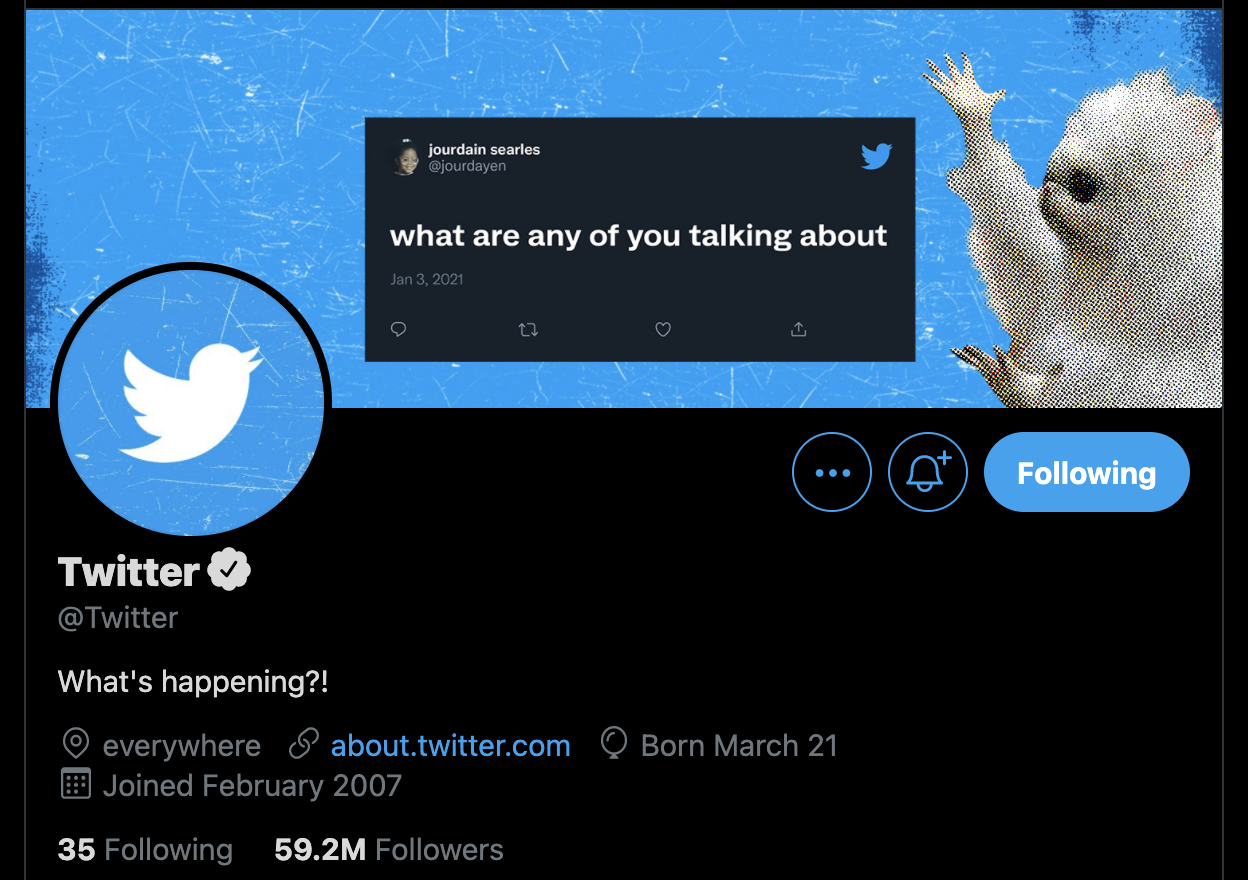 jourdain searles
@jourdayen
what are any of you talking about
Jan 3, 2021
Following
Twitter
@Twitter
What's happening?!
everywhere about.twitter.com Born March 21
Joined February 2007
35 Following 59.2M Followers